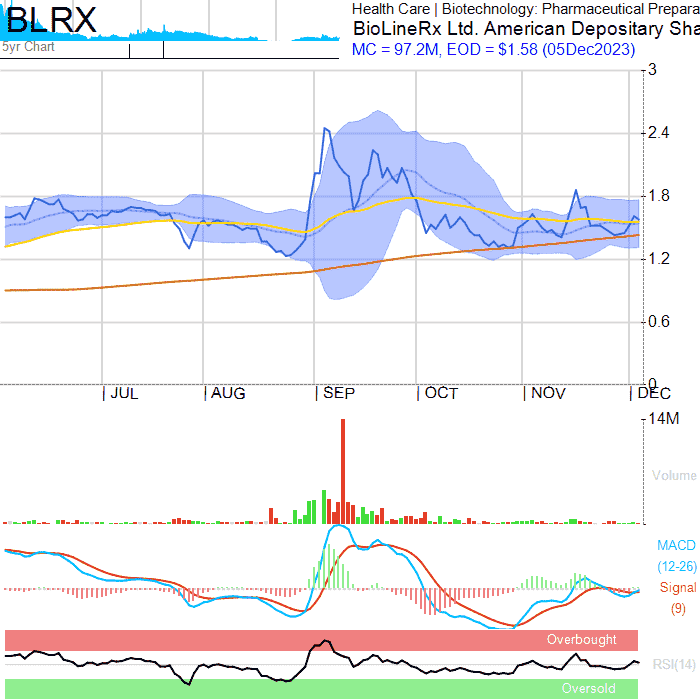 BLRX
5yr Chart
Health Care | Biotechnology: Pharmaceutical Prepara
BioLineRx Ltd. American Depositary Sha
MC = 97.2M, EOD = $1.58 (05Dec2023)
3
2.4
1.8
1.2
0.6
0
JUL AUG SEP OCT NOV DEC
14M
Volume
MACD
(12-26)
Signal
(9)
Overbought
RSI(14)
Oversold